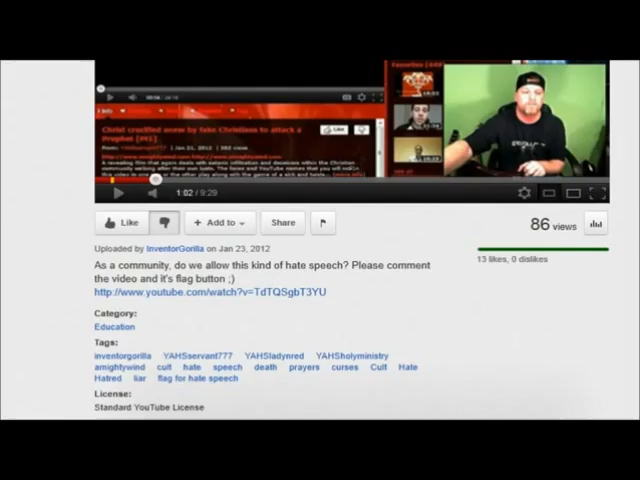 Christ crucified anew by fake Christians to attack a
Prophet [Pt1]
Like
1:02 / 9:29
Like
Add to
Share
86 views
Uploaded by InventorGorilla on Jan 23, 2012
13 likes, 0 dislikes
As a community, do we allow this kind of hate speech? Please comment
the video and it's flag button ;)
http://www.youtube.com/watch?v=TdTQSgbT3YU
Category:
Education
Tags:
inventorgorilla YAHSservant777 YAHSladynred YAHSholyministry
amightywind cult hate speech death prayers curses Cult Hate
Hatred liar flag for hate speech
License:
Standard YouTube License